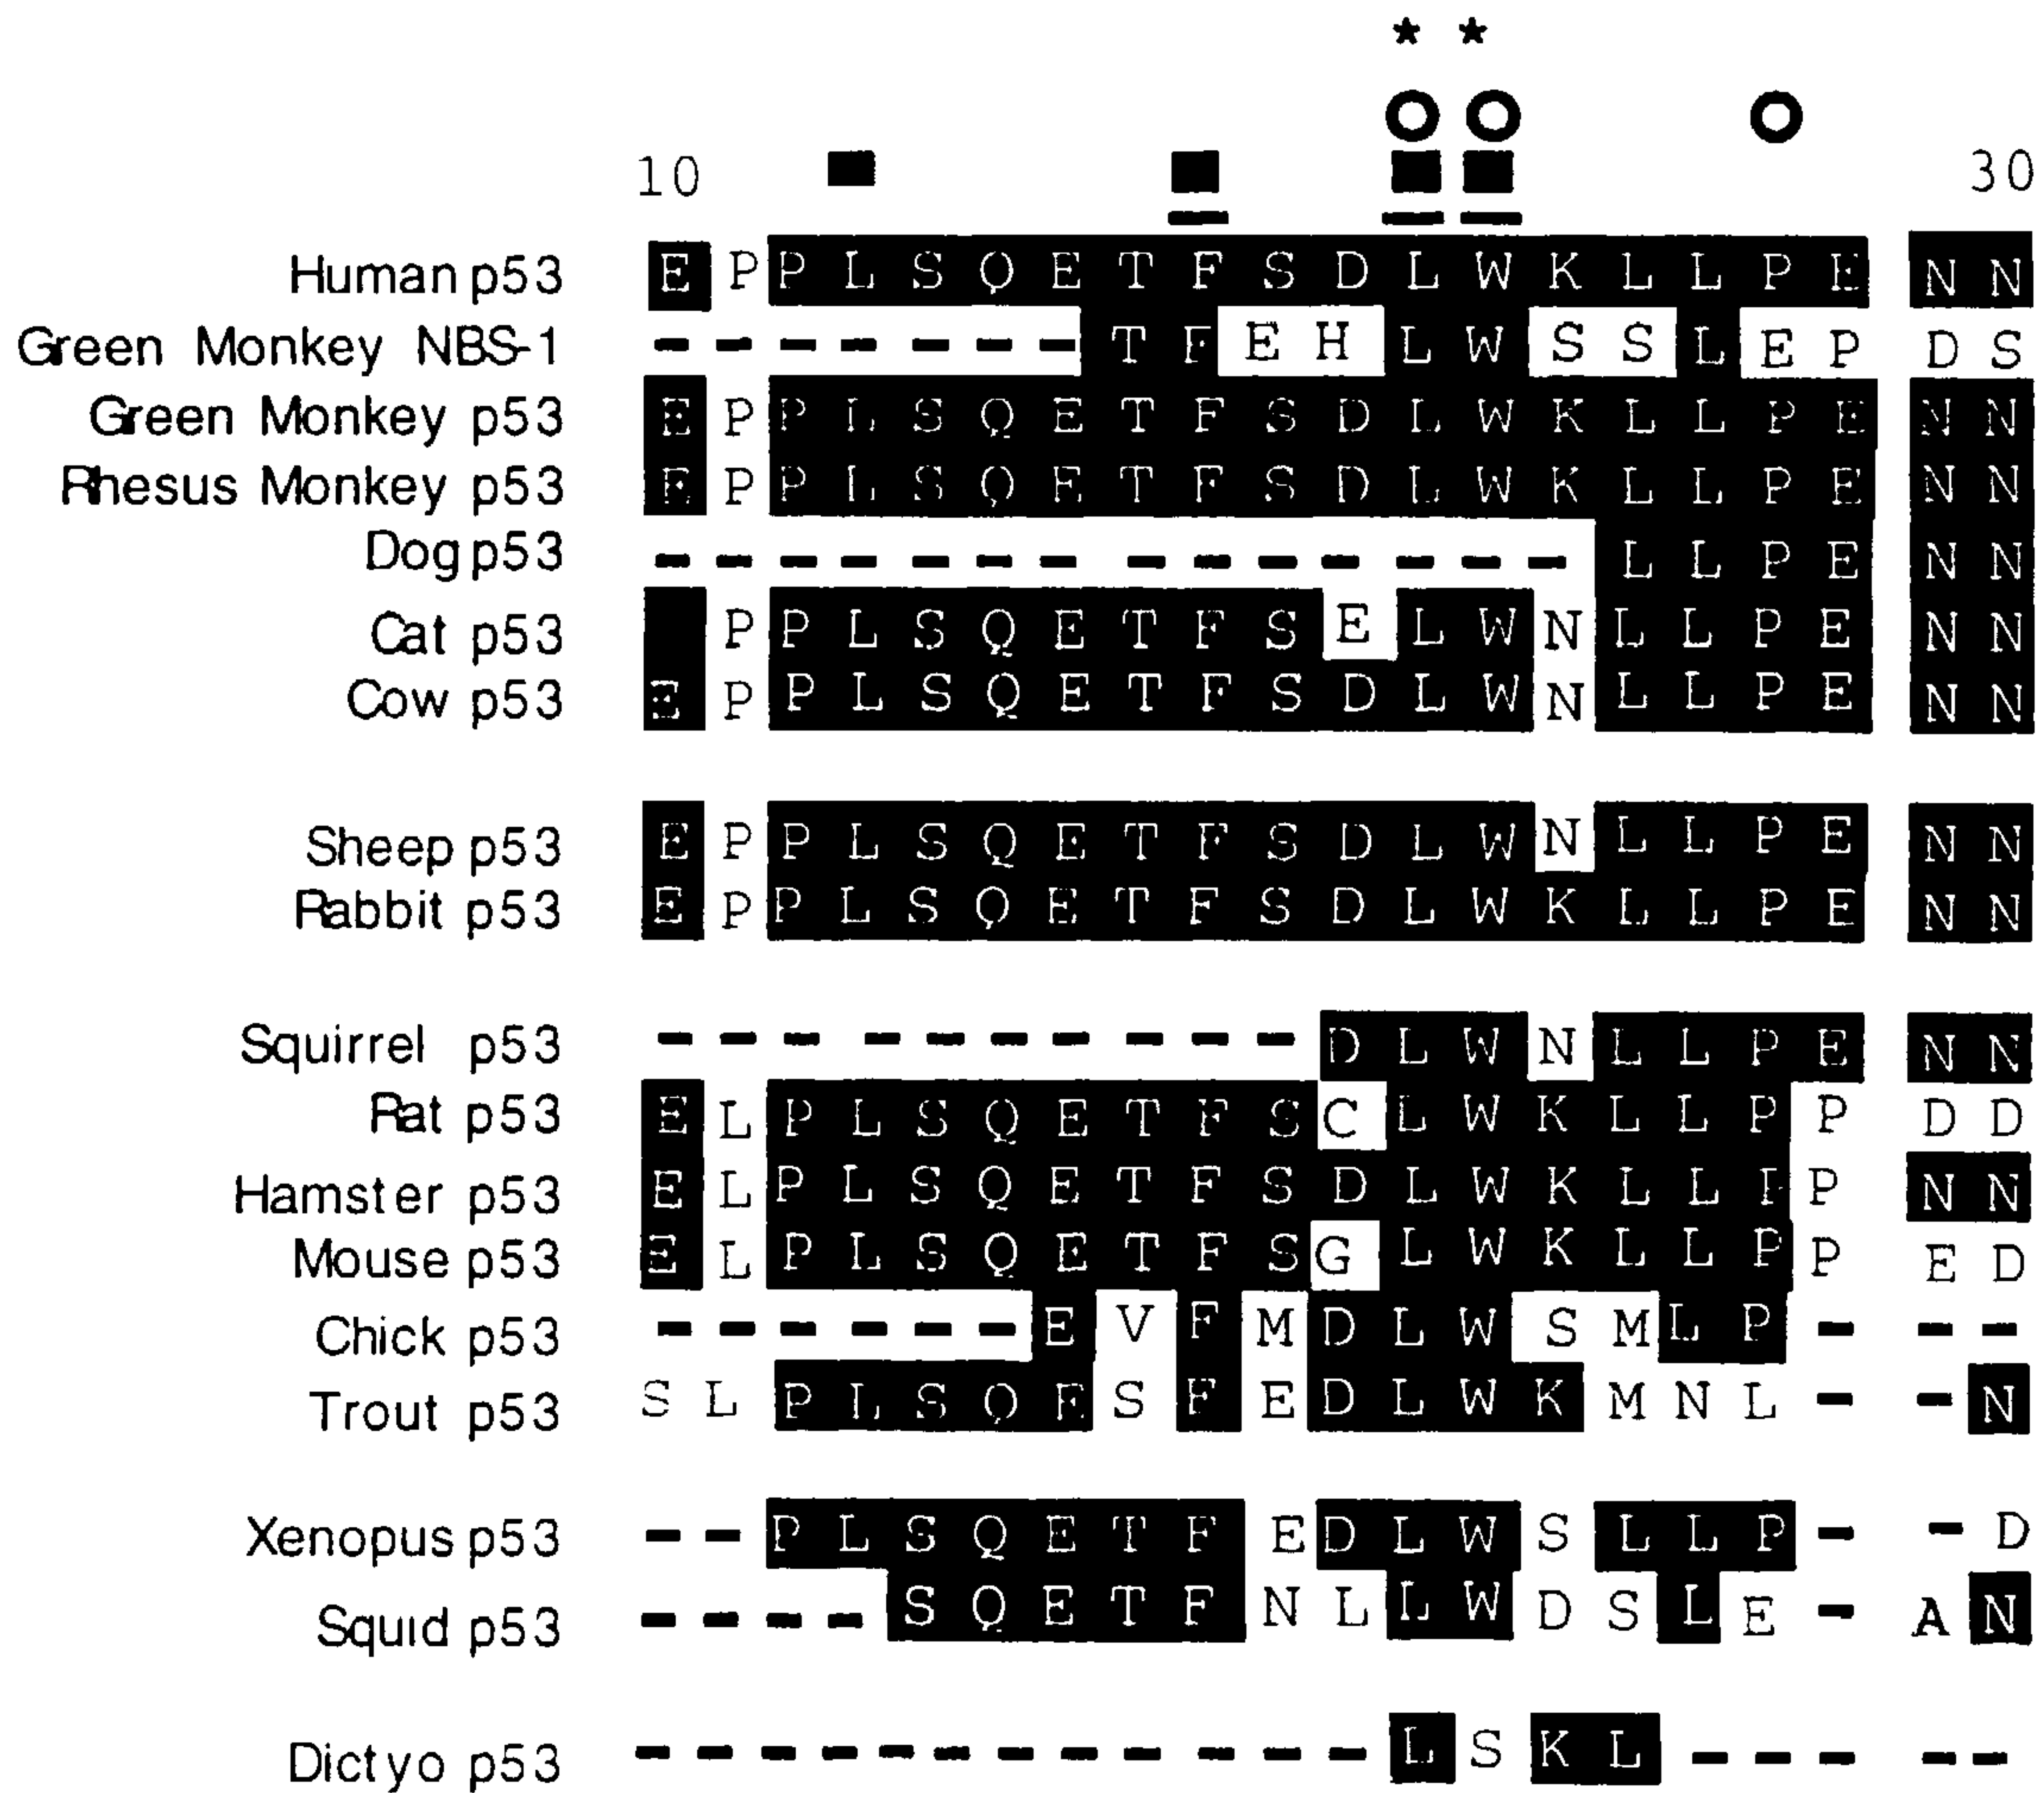 * *
10 30
Human p53 E P P L S Q E T F S D L W K L L P E N N
Green Monkey NBS-1 - - - - - - - T F E H L W S S L E P D S
Green Monkey p53 E P P L S Q E T F S D L W K L L P E N N
Rhesus Monkey p53 E P P L S Q E T F S D L W K L L P E N N
Dog p53 - - - - - - - - - - - - - - L L P E N N
Cat p53 P P L S Q E T F S E L W N L L P E N N
Cow p53 E P P L S Q E T F S D L W N L L P E N N
Sheep p53 E P P L S Q E T F S D L W N L L P E N N
Rabbit p53 E P P L S Q E T F S D L W K L L P E N N
Squirrel p53 - - - - - - - - - - D L W N L L P E N N
Rat p53 E L P L S Q E T F S C L W K L L P P D D
Hamster p53 E L P L S Q E T F S D L W K L L P P N N
Mouse p53 E L P L S Q E T F S G L W K L L P P E D
Chick p53 - - - - - - E V F M D L W S M L P - - -
Trout p53 S L P L S Q E S F E D L W K M N L - - N
Xenopus p53 - - P L S Q E T F E D L W S L L P - - D
Squid p53 - - - - S Q E T F N L L W D S L E - A N
Dictyo p53 - - - - - - - - - - - - L S K L - - - - -